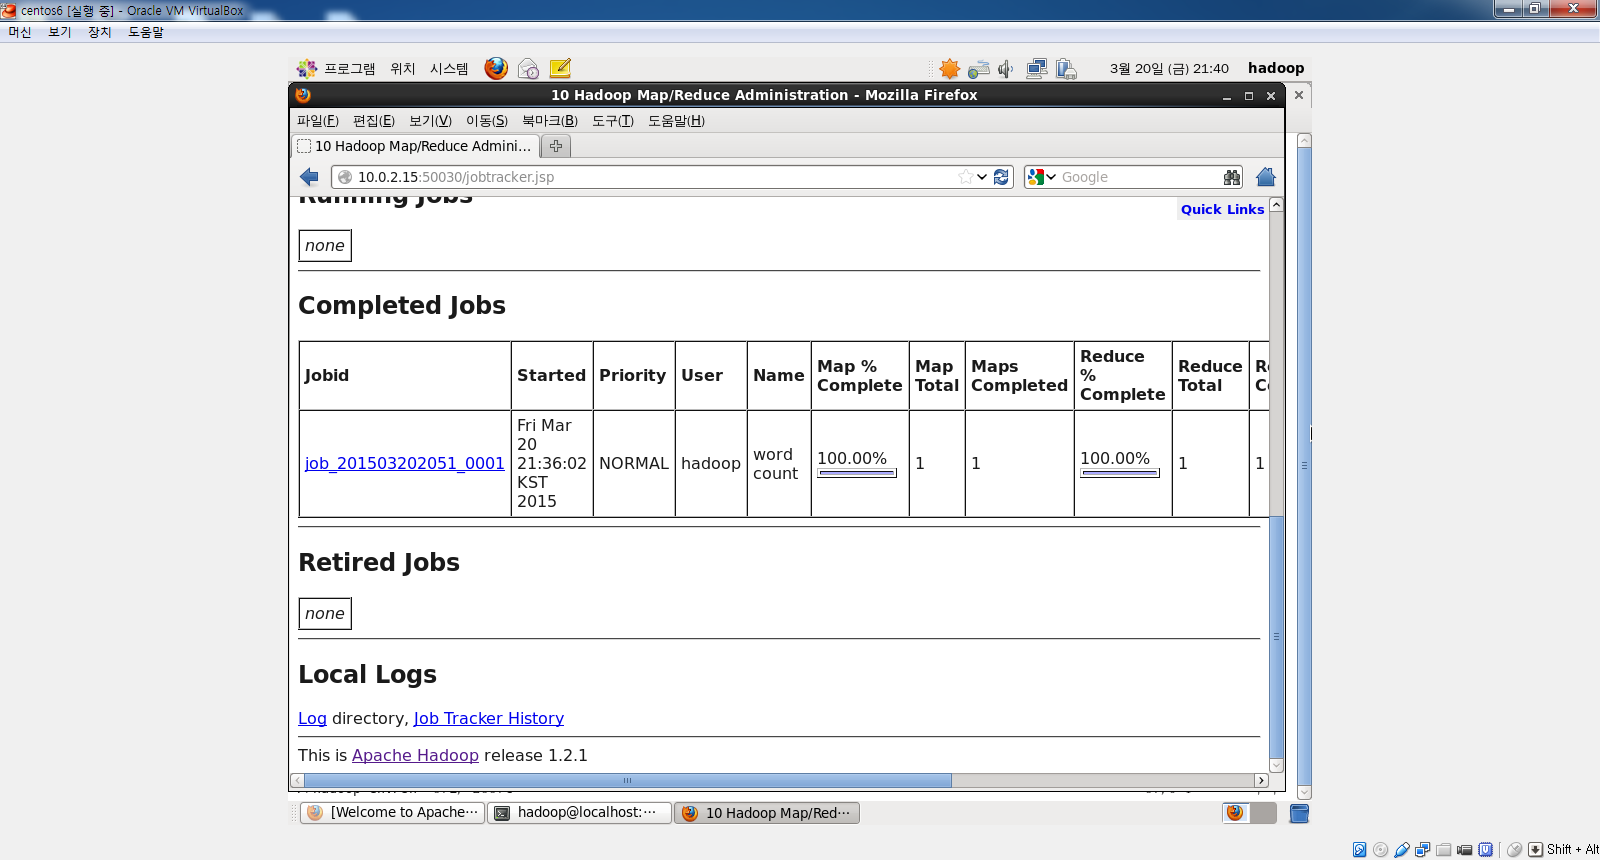 centos6 [실행 중] - Oracle VM VirtualBox
머신 보기 장치 도움말
프로그램 위치 시스템 3월 20일 (금) 21:40 hadoop
10 Hadoop Map/Reduce Administration - Mozilla Firefox
파일(F) 편집(E) 보기(V) 이동(S) 북마크(B) 도구(T) 도움말(H)
10 Hadoop Map/Reduce Admini...
10.0.2.15:50030/jobtracker.jsp Google
Running Jobs
Quick Links
none
Completed Jobs
Jobid Started Priority User Name Map % Complete Map Total Maps Completed Reduce % Complete Reduce Total
job_201503202051_0001 Fri Mar 20 21:36:02 KST 2015 NORMAL hadoop word count 100.00% 1 1 100.00% 1 1
Retired Jobs
none
Local Logs
Log directory, Job Tracker History
This is Apache Hadoop release 1.2.1
[Welcome to Apache… hadoop@localhost:… 10 Hadoop Map/Red…
Shift + Alt